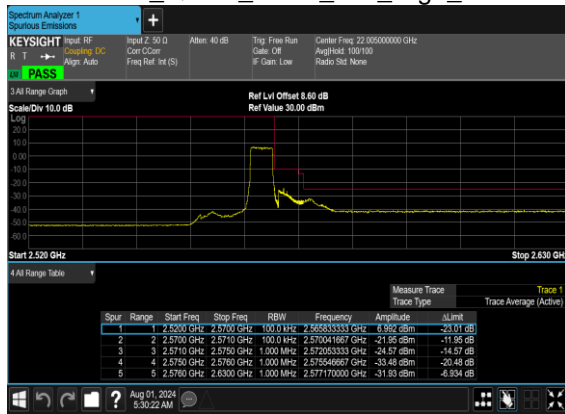 Spectrum Analyzer 1
Spurious Emissions
+
KEYSIGHT Input: RF Input Z: 50 Ω Atten: 40 dB Trig: Free Run Center Freq: 22.005000000 GHz
R T Coupling: DC Corr CCorr Gate: Off Avg|Hold: 100/100
Align: Auto Freq Ref: Int (S) IF Gain: Low Radio Std: None
PASS
3 All Range Graph
Ref Lvl Offset 8.60 dB
Scale/Div 10.0 dB Ref Value 30.00 dBm
Log
20.0
10.0
0.00
-10.0
-20.0
-30.0
-40.0
-50.0
-60.0
Start 2.520 GHz Stop 2.630 GH
4 All Range Table
Measure Trace Trace 1
Trace Type Trace Average (Active)
Spur Range Start Freq Stop Freq RBW Frequency Amplitude ΔLimit
1 1 2.5200 GHz 2.5700 GHz 100.0 kHz 2.565833333 GHz 6.992 dBm -23.01 dB
2 2 2.5700 GHz 2.5710 GHz 100.0 kHz 2.570041667 GHz -21.95 dBm -11.95 dB
3 3 2.5710 GHz 2.5750 GHz 1.000 MHz 2.572053333 GHz -24.57 dBm -14.57 dB
4 4 2.5750 GHz 2.5760 GHz 1.000 MHz 2.575546667 GHz -33.48 dBm -20.48 dB
5 5 2.5760 GHz 2.6300 GHz 1.000 MHz 2.577170000 GHz -31.93 dBm -6.934 dB
Aug 01, 2024
5:30:22 AM